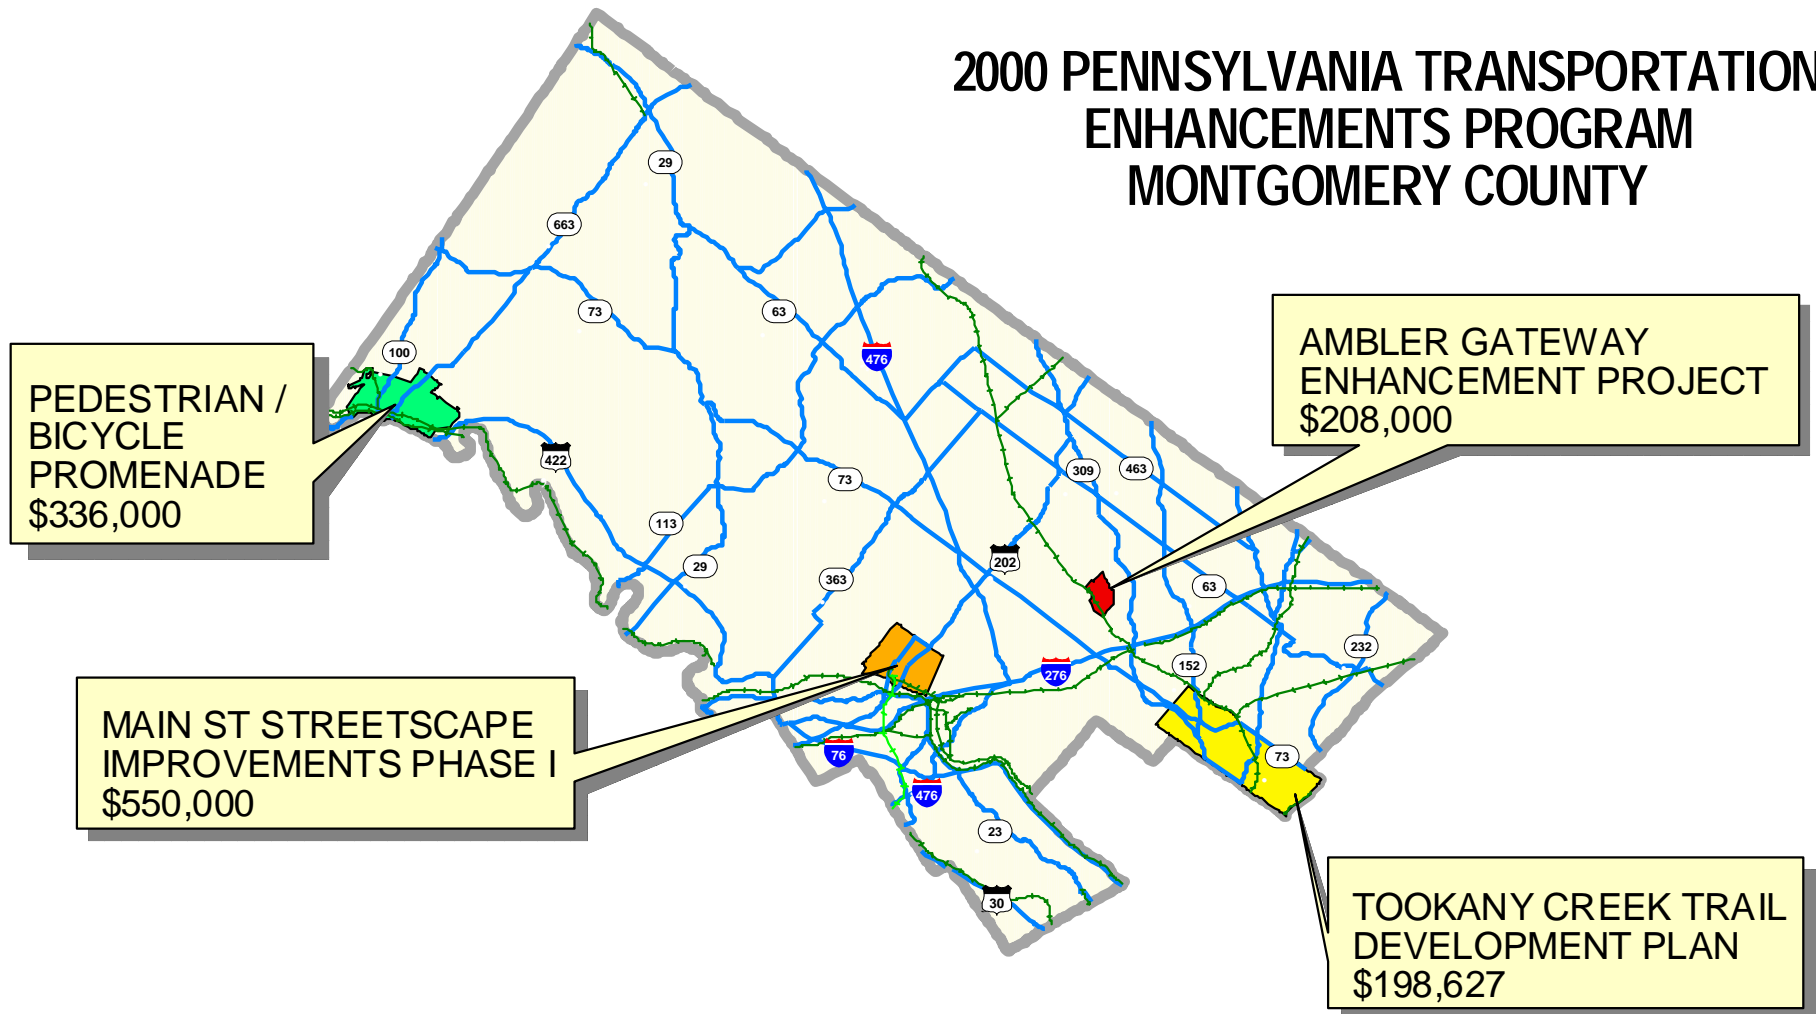 2000 PENNSYLVANIA TRANSPORTATION
ENHANCEMENTS PROGRAM
MONTGOMERY COUNTY
29
663
73
63
100
476
AMBLER GATEWAY
ENHANCEMENT PROJECT
$208,000
PEDESTRIAN /
BICYCLE
PROMENADE
$336,000
422
73
309
463
113
29
363
202
63
232
152
276
MAIN ST STREETSCAPE
IMPROVEMENTS PHASE I
$550,000
76
476
73
23
30
TOOKANY CREEK TRAIL
DEVELOPMENT PLAN
$198,627